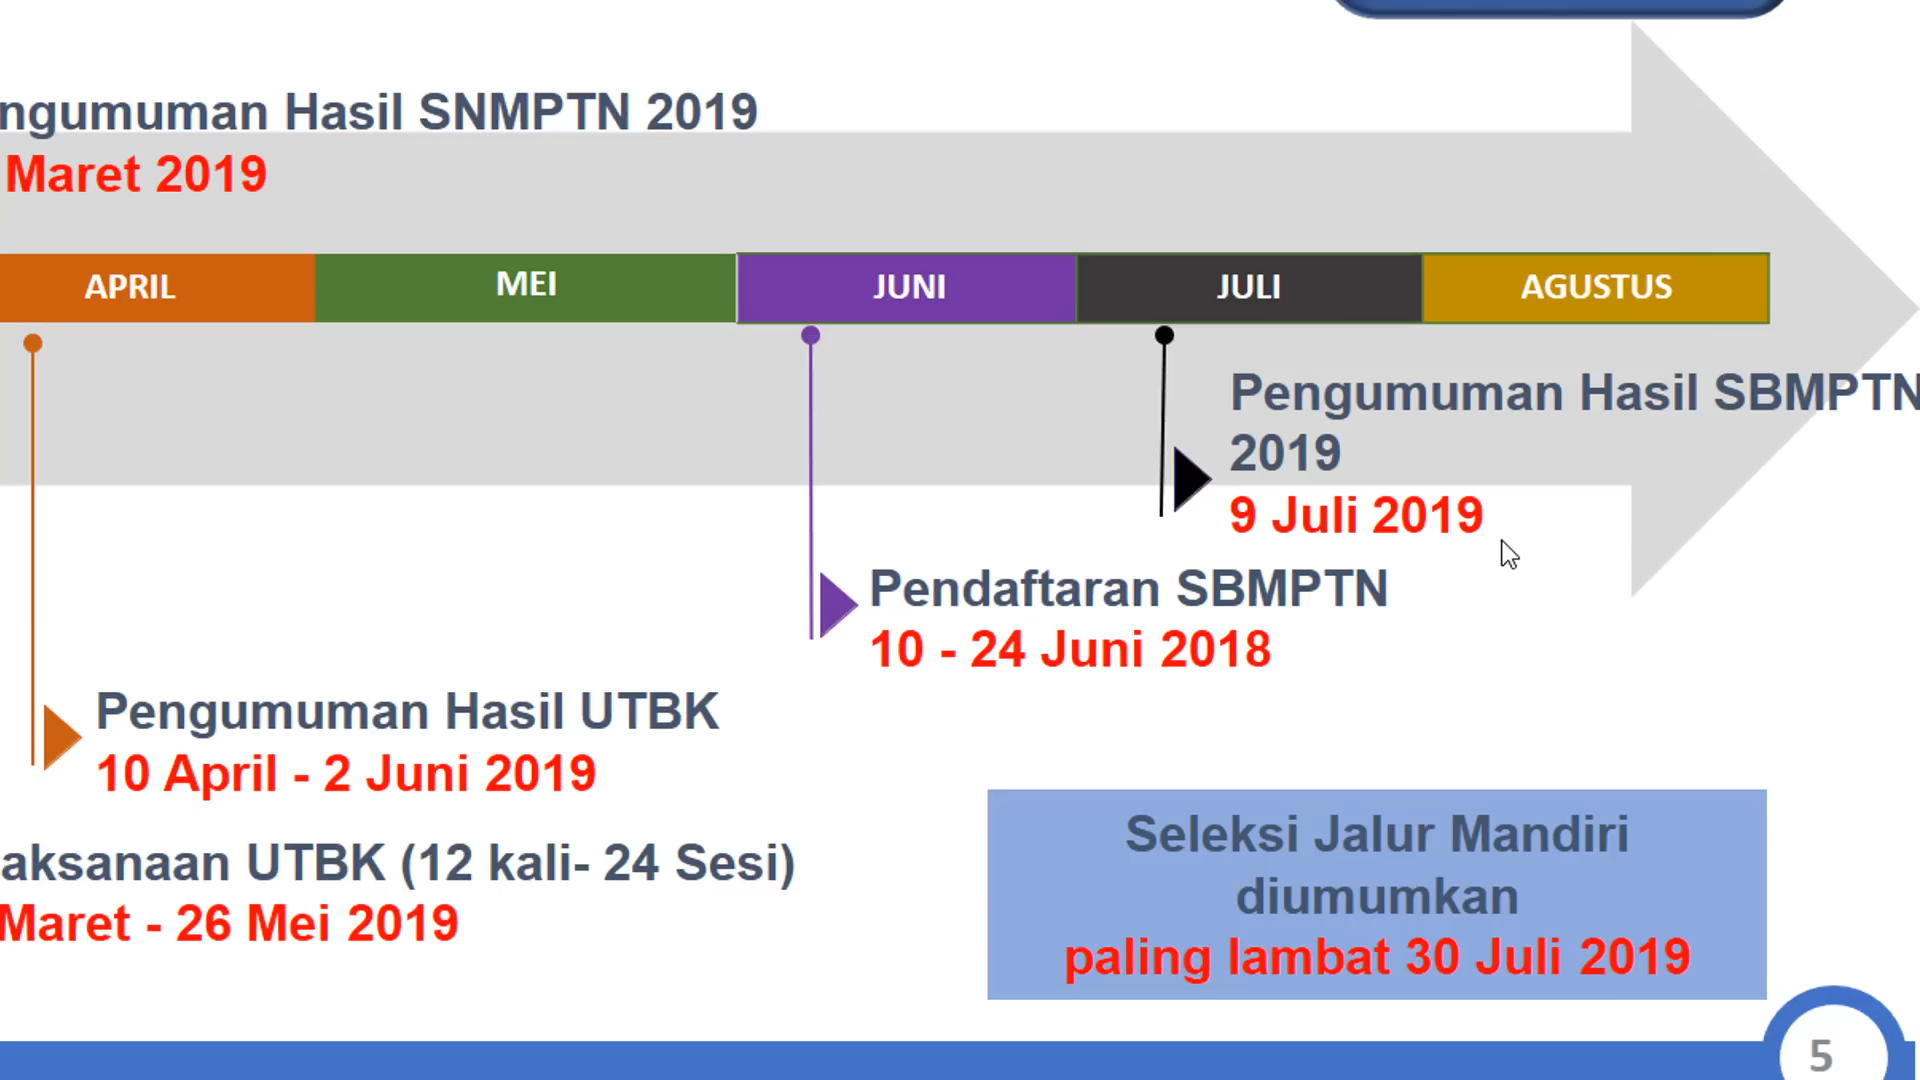 ngumuman Hasil SNMPTN 2019
Maret 2019
APRIL
MEI
JUNI
JULI
AGUSTUS
Pengumuman Hasil SBMPTN
2019
9 Juli 2019
Pendaftaran SBMPTN
10 - 24 Juni 2018
Pengumuman Hasil UTBK
10 April - 2 Juni 2019
aksanaan UTBK (12 kali- 24 Sesi)
Maret - 26 Mei 2019
Seleksi Jalur Mandiri
diumumkan
paling lambat 30 Juli 2019
5